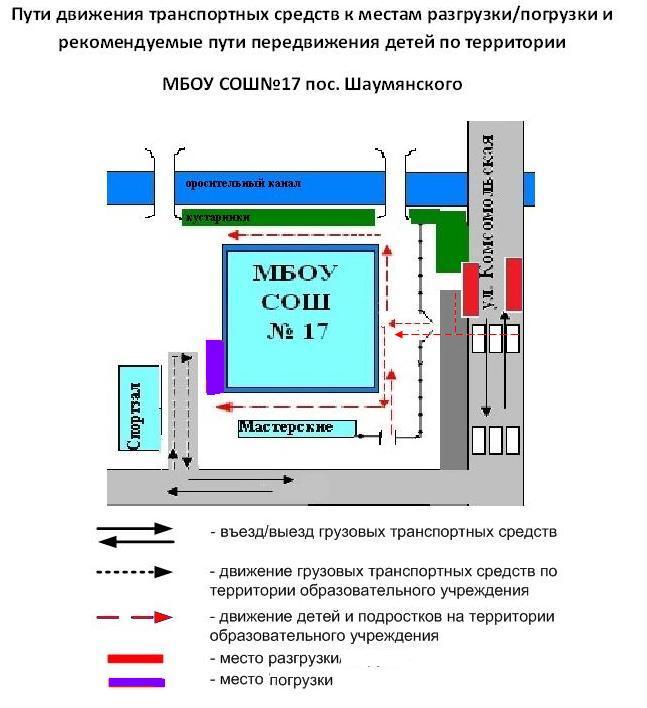 Пути движения транспортных средств к местам разгрузки/погрузки и
рекомендуемые пути передвижения детей по территории
МБОУ СОШ№17 пос. Шаумянского
ул. Комсомольская
оросительный канал
кустаринки
МБОУ
СОШ
№ 17
Спортзал
Мастерские
- въезд/выезд грузовых транспортных средств
- движение грузовых транспортных средств по
территории образовательного учреждения
- движение детей и подростков на территории
образовательного учреждения
- место разгрузки/
- место погрузки